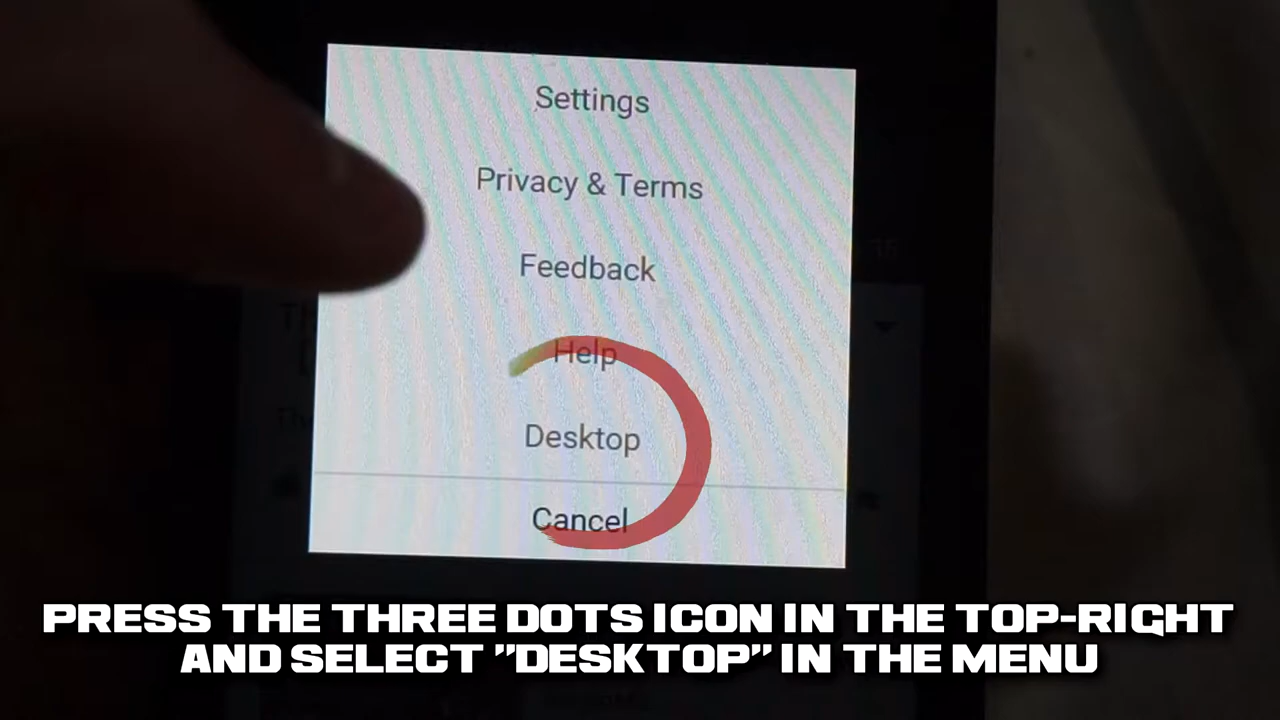 Settings
Privacy & Terms
Feedback
Help
Desktop
Cancel
PRESS THE THREE DOTS ICON IN THE TOP-RIGHT
AND SELECT "DESKTOP" IN THE MENU